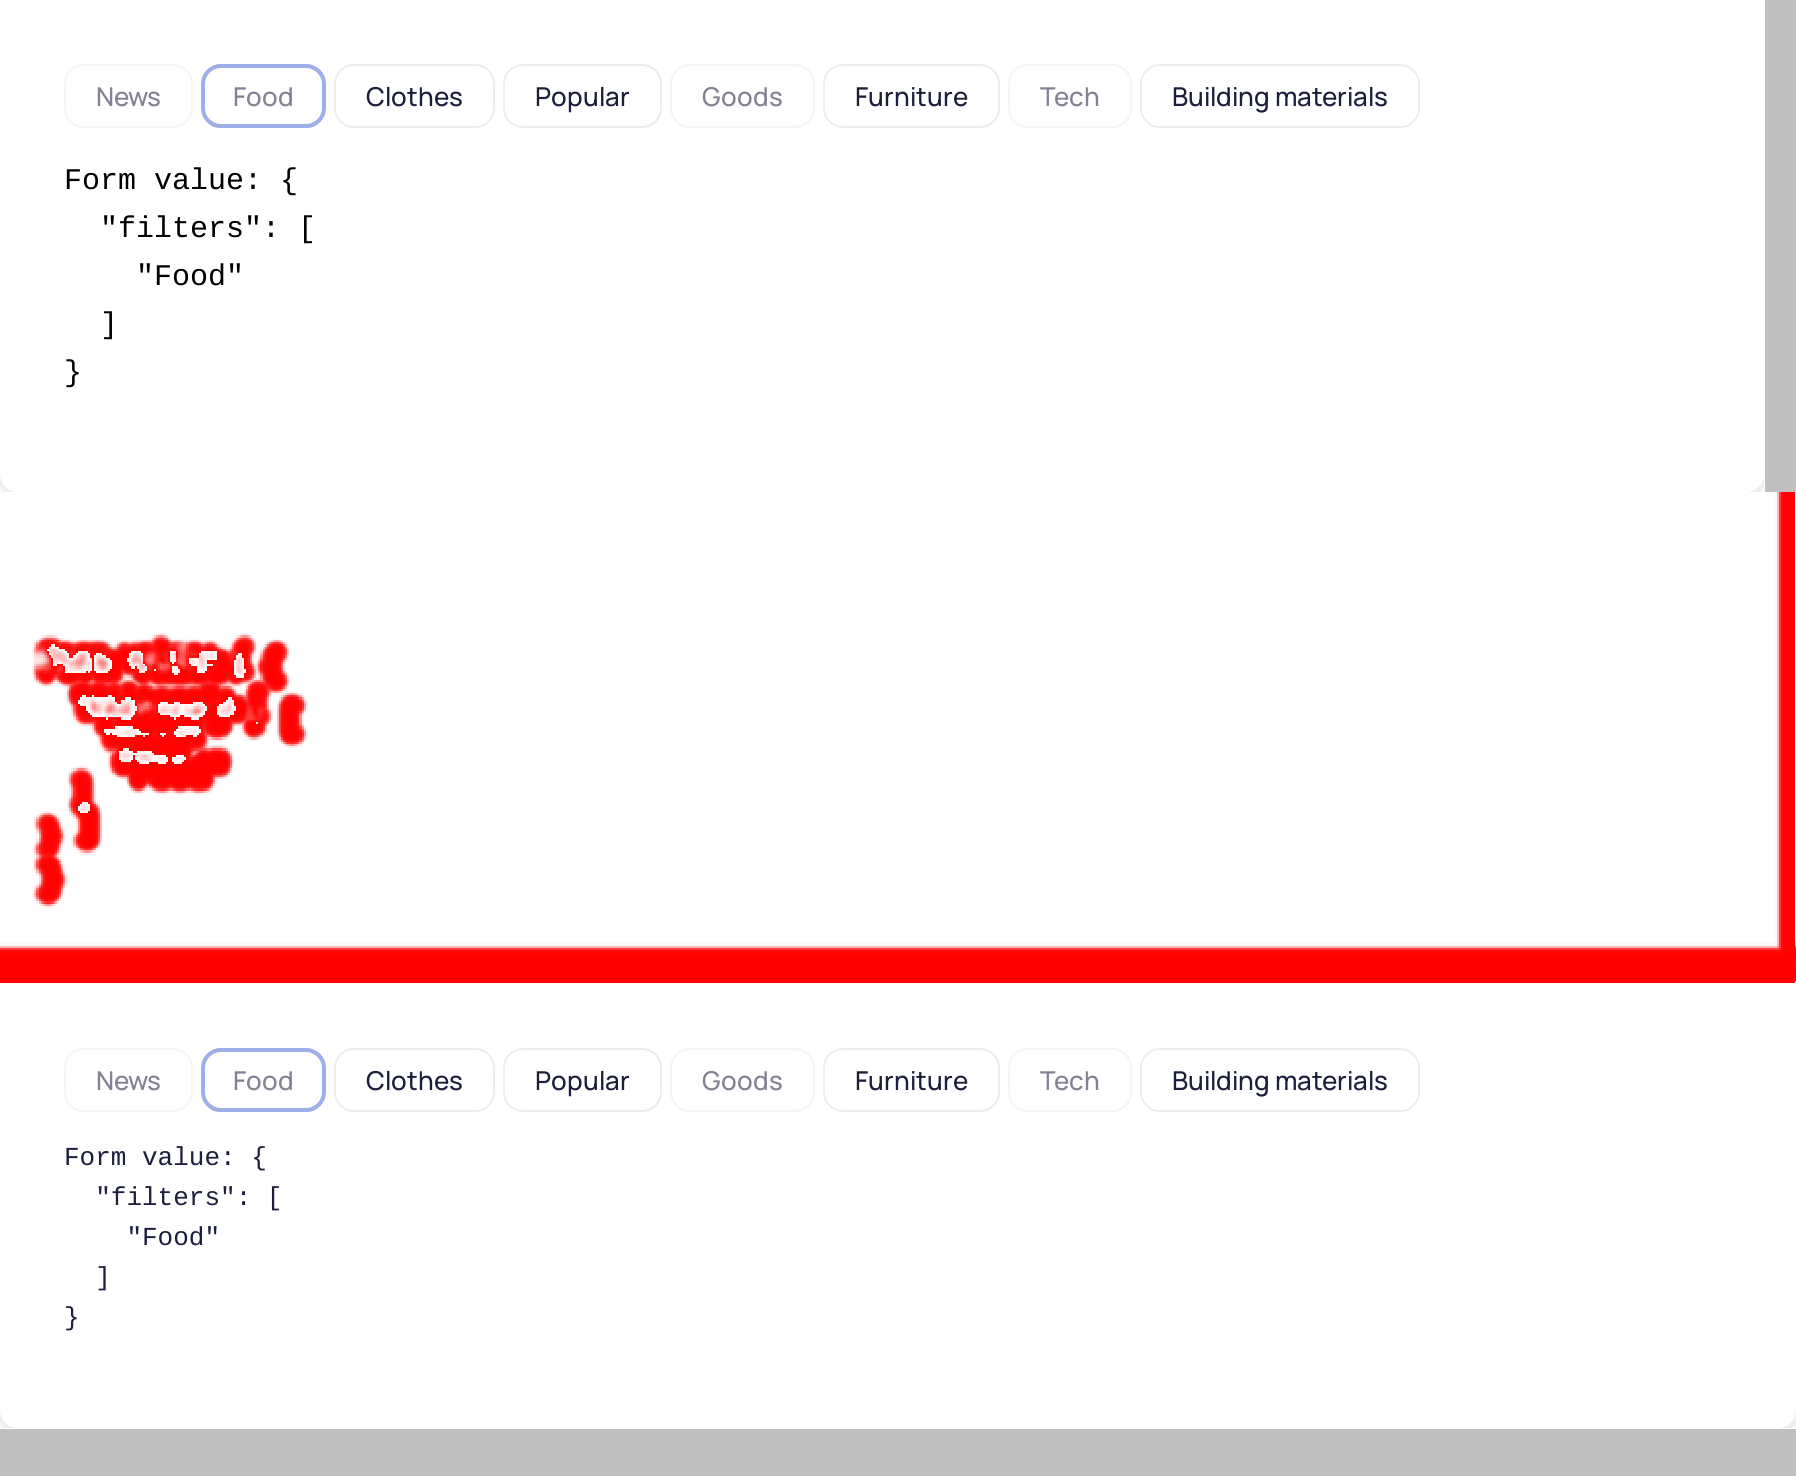 News Food Clothes Popular Goods Furniture Tech Building materials
Form value: {
  "filters": [
    "Food"
  ]
}
News Food Clothes Popular Goods Furniture Tech Building materials
Form value: {
  "filters": [
    "Food"
  ]
}